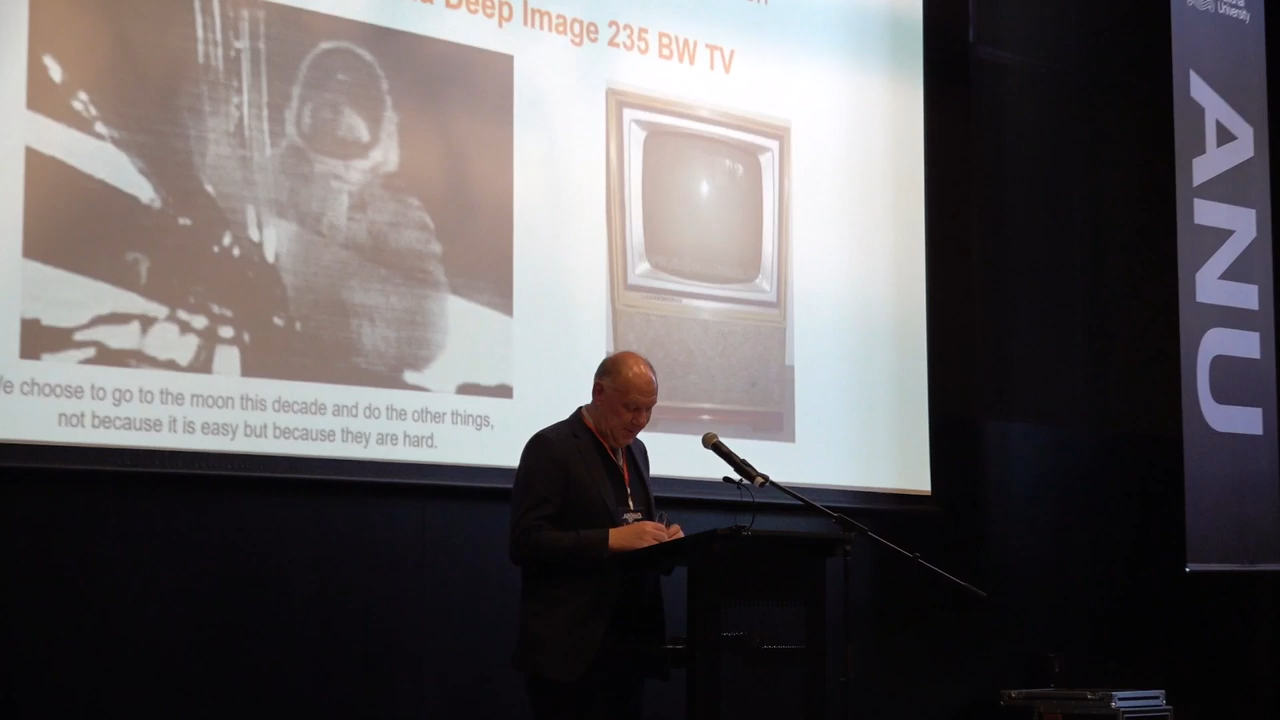 Deep Image 235 BW TV
choose to go to the moon this decade and do the other things,
not because it is easy but because they are hard.
University
ANU